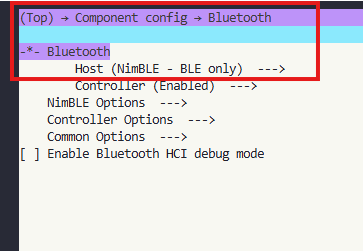 (Top) → Component config → Bluetooth
-*- Bluetooth
Host (NimBLE - BLE only)  --->
Controller (Enabled)  --->
NimBLE Options  --->
Controller Options  --->
Common Options  --->
[ ] Enable Bluetooth HCI debug mode